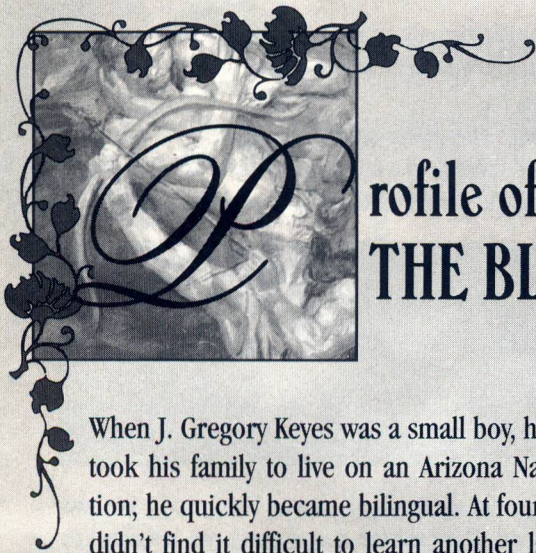 Profile of
THE BL
When J. Gregory Keyes was a small boy, h
took his family to live on an Arizona Na
tion; he quickly became bilingual. At four
didn't find it difficult to learn another l